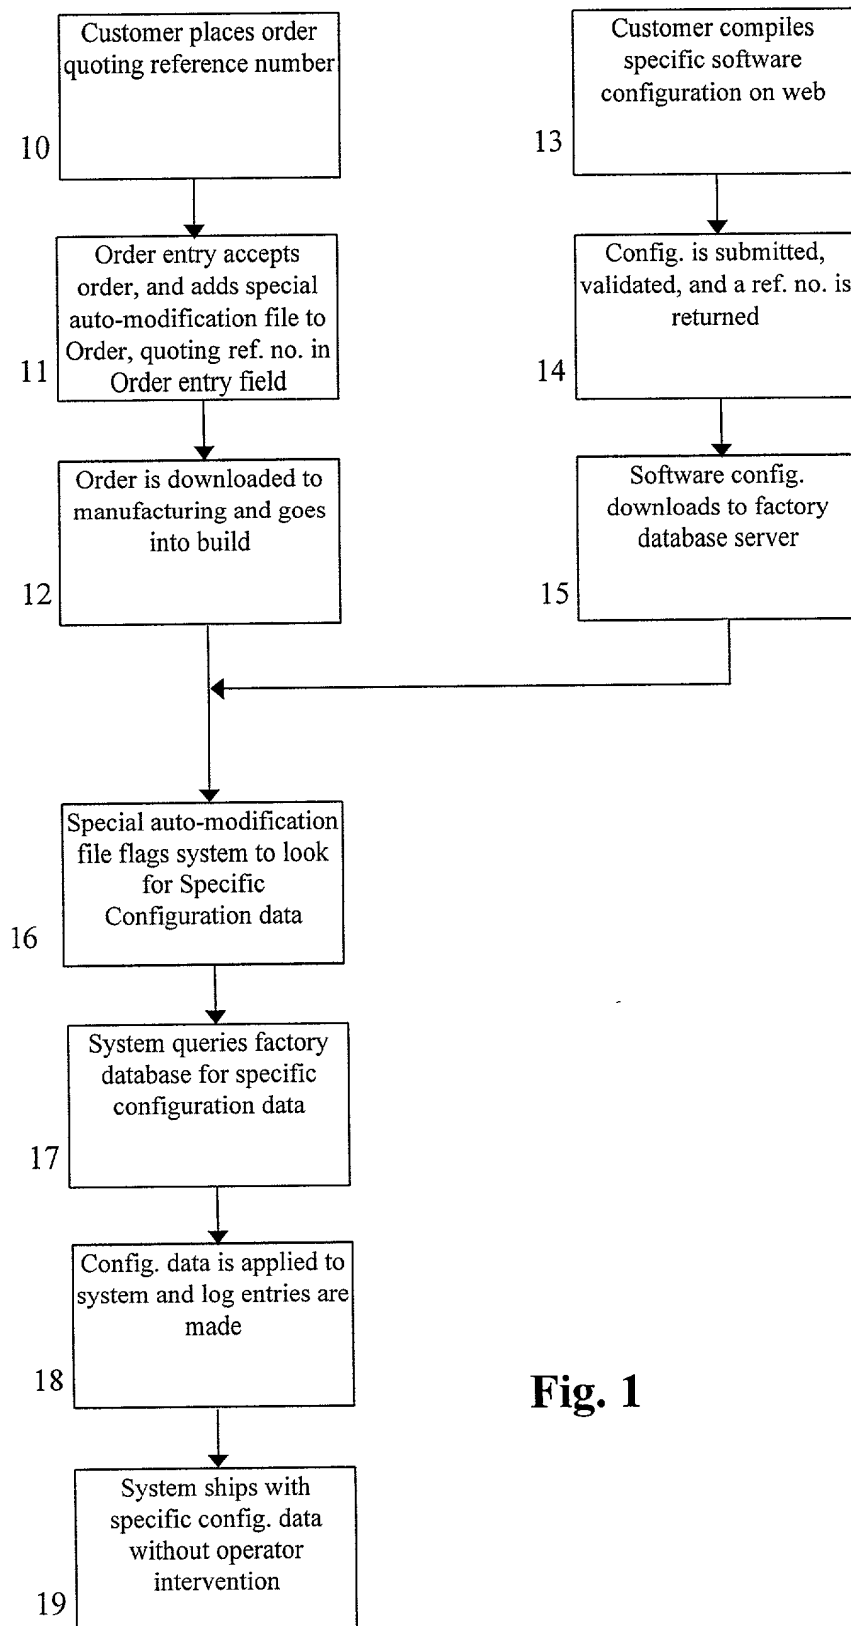 Customer places order
quoting reference number
10
Order entry accepts
order, and adds special
auto-modification file to
Order, quoting ref. no. in
Order entry field
11
Order is downloaded to
manufacturing and goes
into build
12
Customer compiles
specific software
configuration on web
13
Config. is submitted,
validated, and a ref. no. is
returned
14
Software config.
downloads to factory
database server
15
Special auto-modification
file flags system to look
for Specific
Configuration data
16
System queries factory
database for specific
configuration data
17
Config. data is applied to
system and log entries are
made
18
System ships with
specific config. data
without operator
intervention
19
Fig. 1